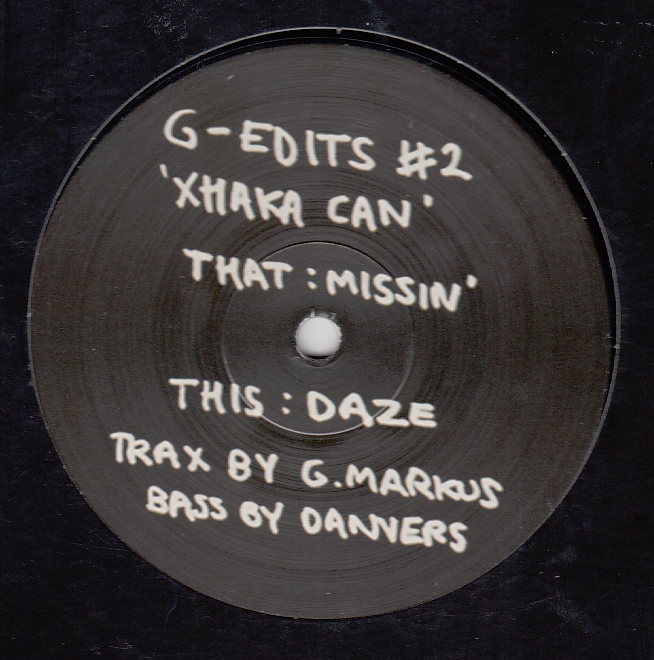 G-EDITS #2
'XHAKA CAN'
THAT : MISSIN'
THIS : DAZE
TRAX BY G.MARKUS
BASS BY DANVERS